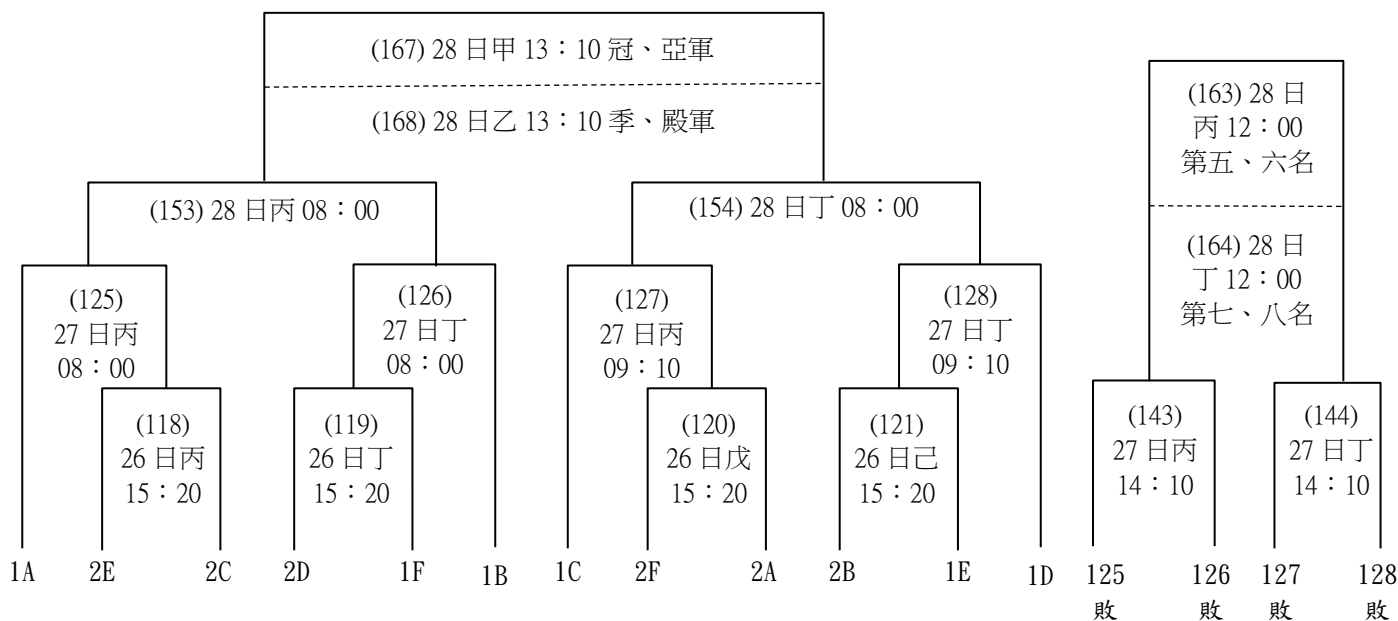 (167) 28 日甲 13：10 冠、亞軍
(168) 28 日乙 13：10 季、殿軍
(153) 28 日丙 08：00
(154) 28 日丁 08：00
(125)
27 日丙
08：00
(126)
27 日丁
08：00
(127)
27 日丙
09：10
(128)
27 日丁
09：10
(118)
26 日丙
15：20
(119)
26 日丁
15：20
(120)
26 日戊
15：20
(121)
26 日己
15：20
1A 2E 2C 2D 1F 1B 1C 2F 2A 2B 1E 1D
(163) 28 日
丙 12：00
第五、六名
(164) 28 日
丁 12：00
第七、八名
(143)
27 日丙
14：10
(144)
27 日丁
14：10
125 126 127 128
敗 敗 敗 敗